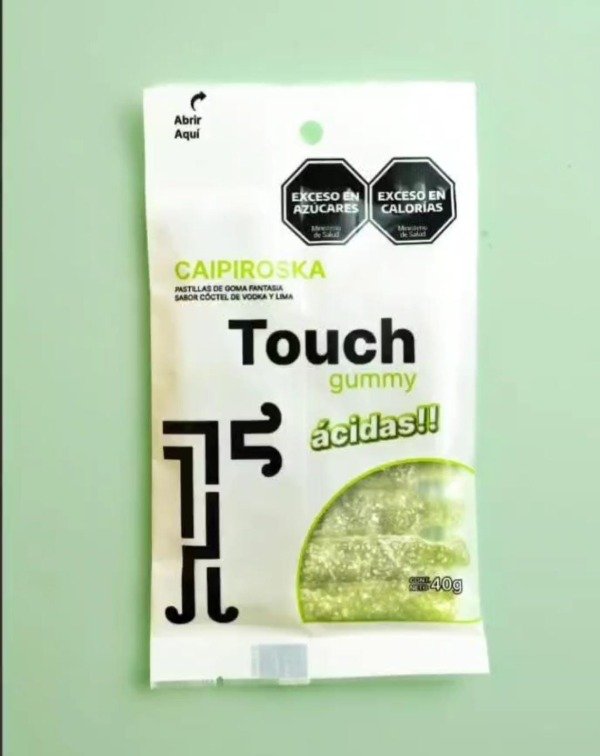 Abrir
Aquí
EXCESO EN
AZÚCARES
Ministerio
de Salud
EXCESO EN
CALORÍAS
Ministerio
de Salud
CAIPIROSKA
PASTILLAS DE GOMA FANTASIA
SABOR CÓCTEL DE VODKA Y LIMA
Touch
gummy
ácidas!!
CONT.
NETO 40g